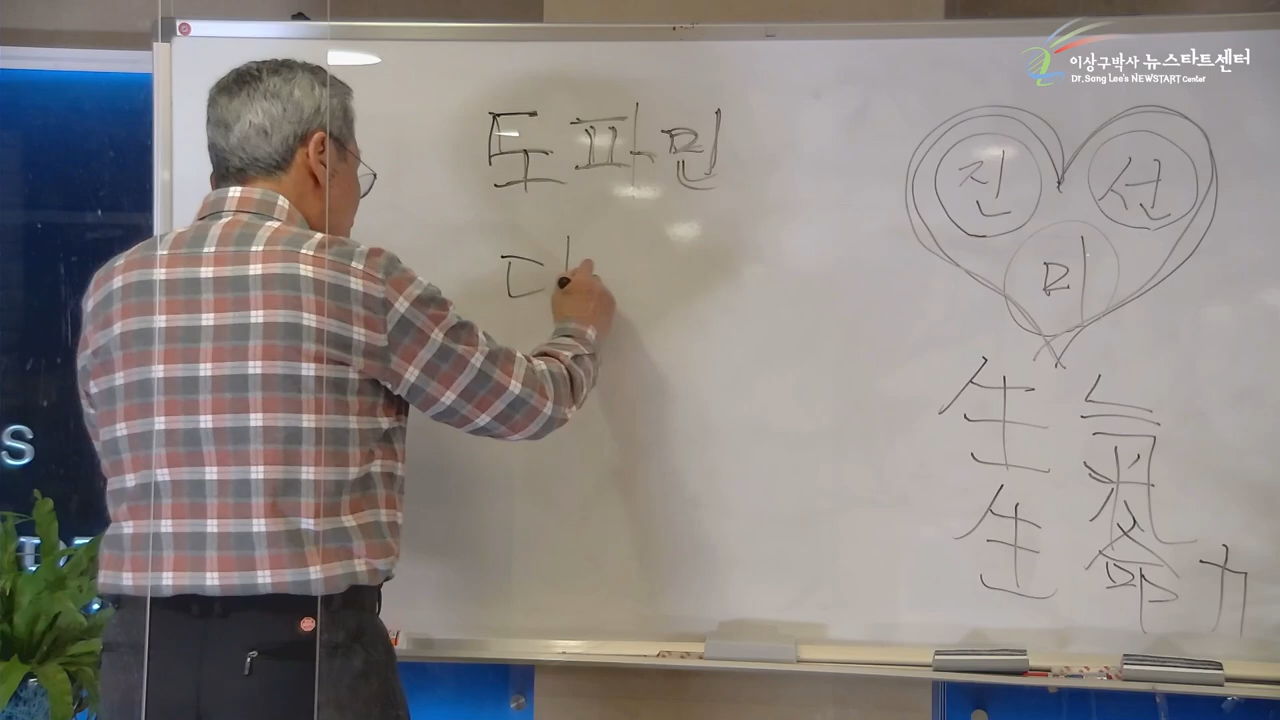 이상구박사 뉴스타트센터
Dr. Sang Lee's NEWSTART Center
도파민
다
진 선
미
生氣
生命力
S